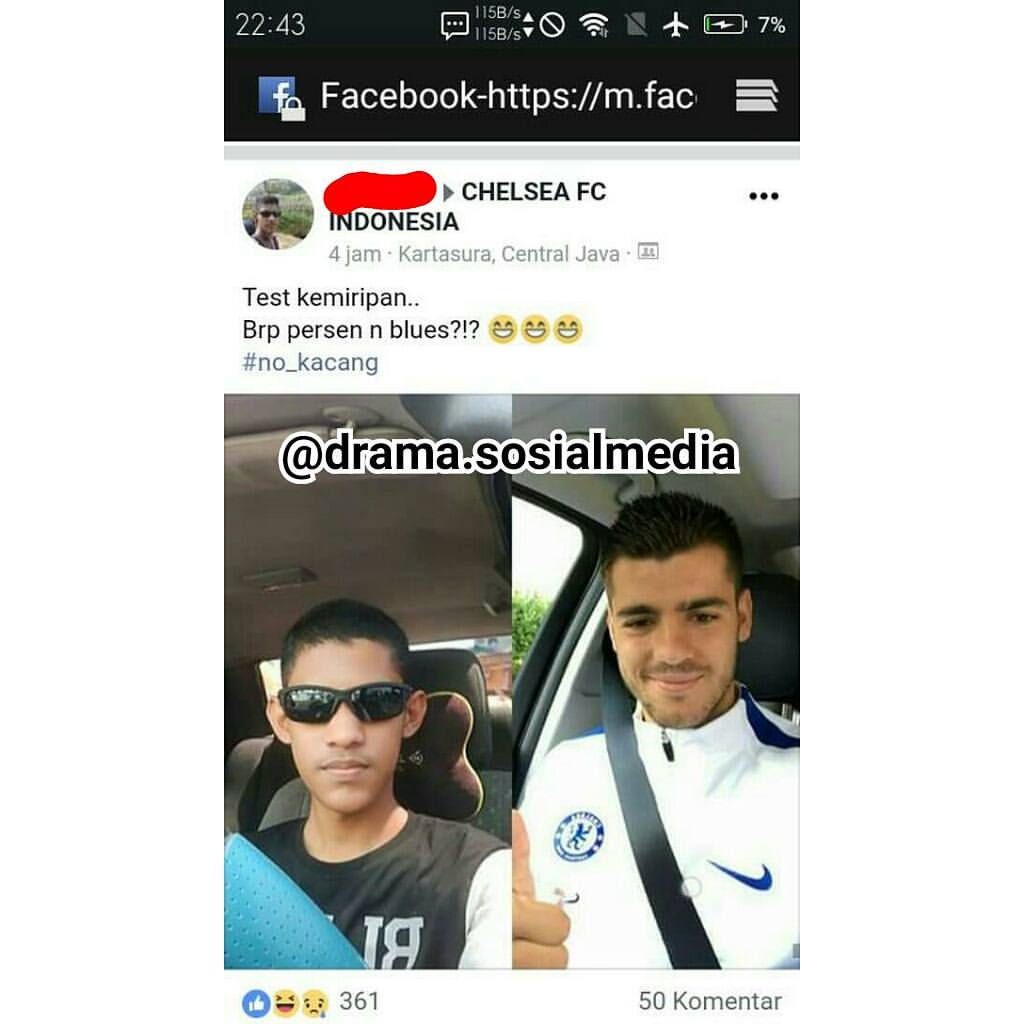 22:43
115B/s
115B/s
7%
Facebook-https://m.fac
CHELSEA FC
INDONESIA
4 jam · Kartasura, Central Java ·
Test kemiripan..
Brp persen n blues?!? 😁😁😁
#no_kacang
@drama.sosialmedia
361
50 Komentar